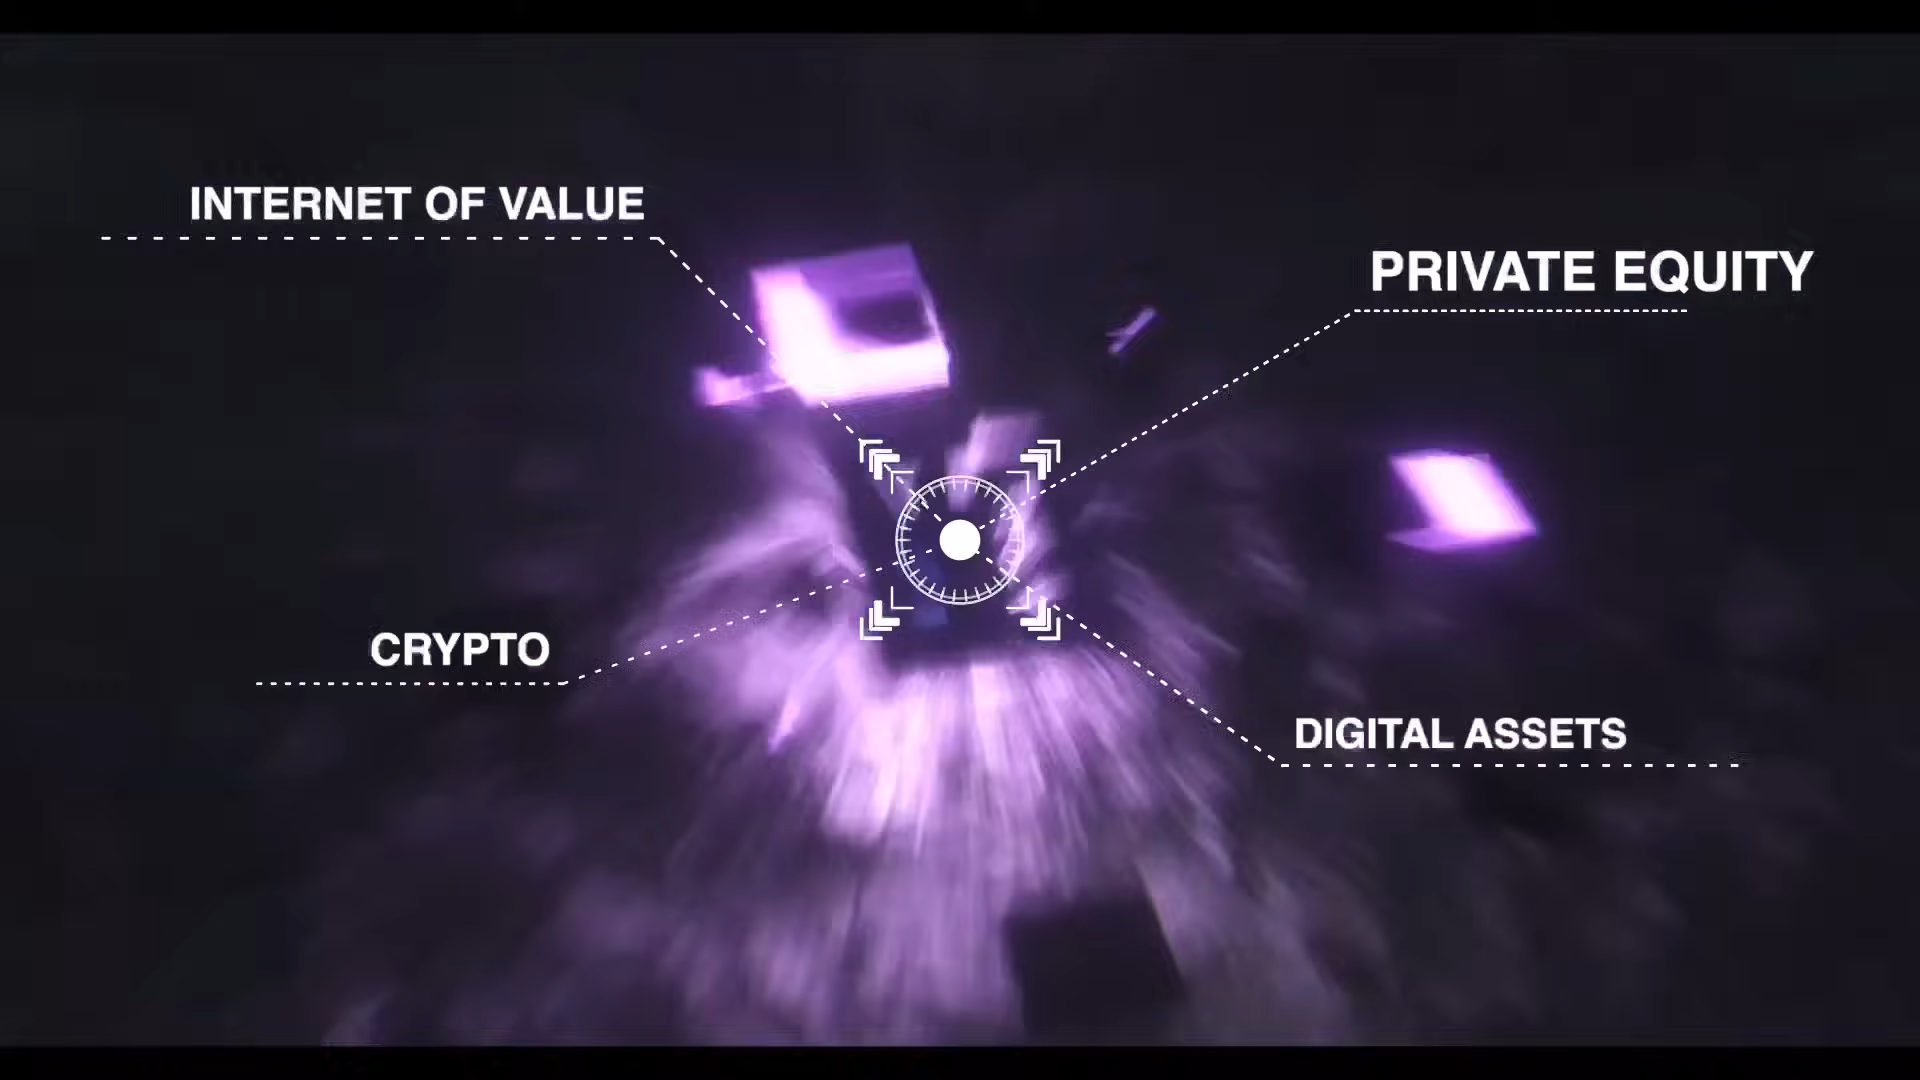 INTERNET OF VALUE
PRIVATE EQUITY
CRYPTO
DIGITAL ASSETS